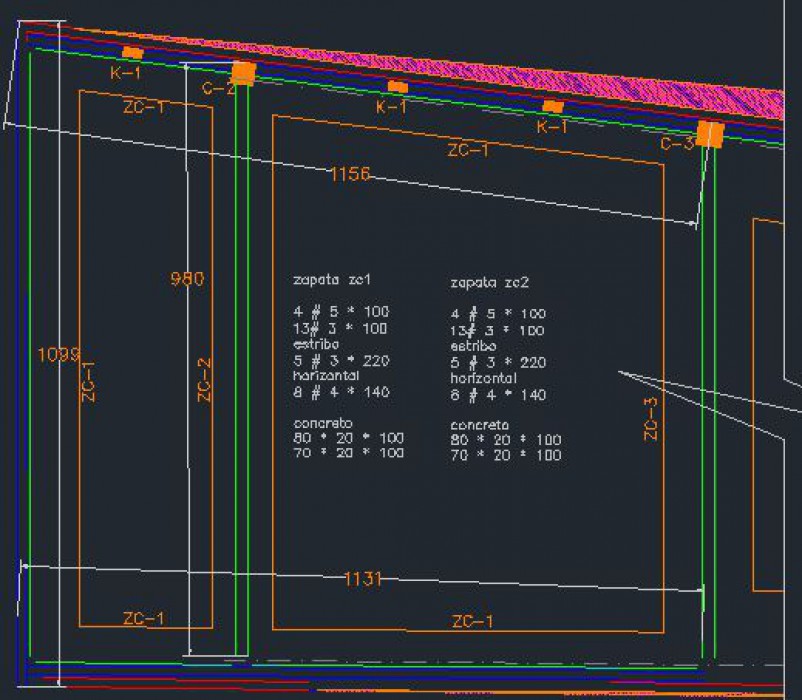 K-1
C-2
ZC-1
K-1
K-1
C-3
ZC-1
1156
980
1099
ZC-1
ZC-2
zapata zc1
4 # 5 * 100
13# 3 * 100
estribo
5 # 3 * 220
horizontal
8 # 4 * 140
concreto
80 * 20 * 100
70 * 20 * 100
zapata zc2
4 # 5 * 100
13# 3 * 100
estribo
5 # 3 * 220
horizontal
6 # 4 * 140
concreto
80 * 20 * 100
70 * 20 * 100
ZC-3
1131
ZC-1
ZC-1